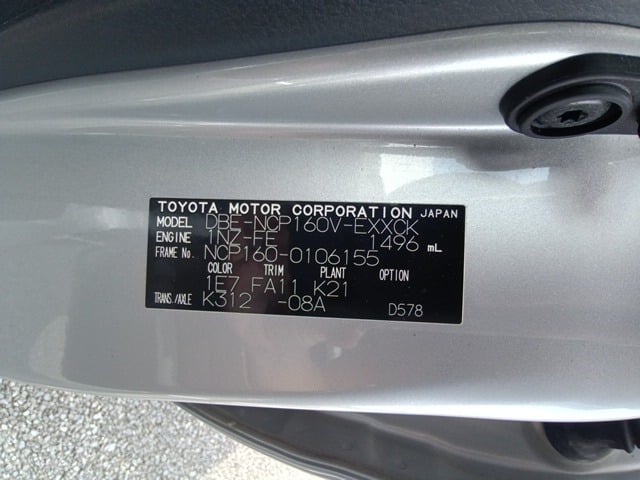 TOYOTA MOTOR CORPORATION JAPAN
MODEL DBE-NCP160V-EXXCK
ENGINE 1NZ-FE 1496 mL
FRAME No. NCP160-0106155
COLOR TRIM PLANT OPTION
1E7 FA11 K21
TRANS./AXLE K312 -08A D578